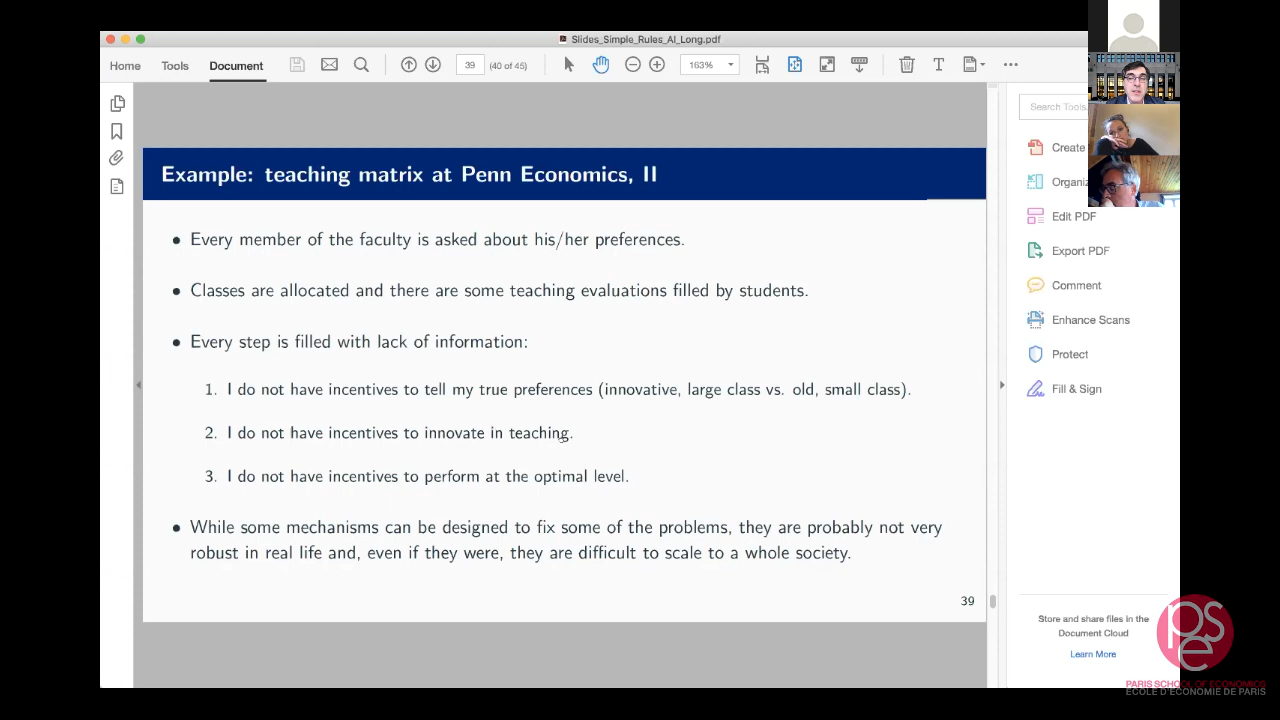 Slides_Simple_Rules_AI_Long.pdf
Home Tools Document 39 (40 of 45) 163%
Search Tools
Create
Organiz
Edit PDF
Export PDF
Comment
Enhance Scans
Protect
Fill & Sign
Example: teaching matrix at Penn Economics, II
• Every member of the faculty is asked about his/her preferences.
• Classes are allocated and there are some teaching evaluations filled by students.
• Every step is filled with lack of information:
1. I do not have incentives to tell my true preferences (innovative, large class vs. old, small class).
2. I do not have incentives to innovate in teaching.
3. I do not have incentives to perform at the optimal level.
• While some mechanisms can be designed to fix some of the problems, they are probably not very
robust in real life and, even if they were, they are difficult to scale to a whole society.
39
Store and share files in the
Document Cloud
Learn More
pse
PARIS SCHOOL OF ECONOMICS
ÉCOLE D'ÉCONOMIE DE PARIS